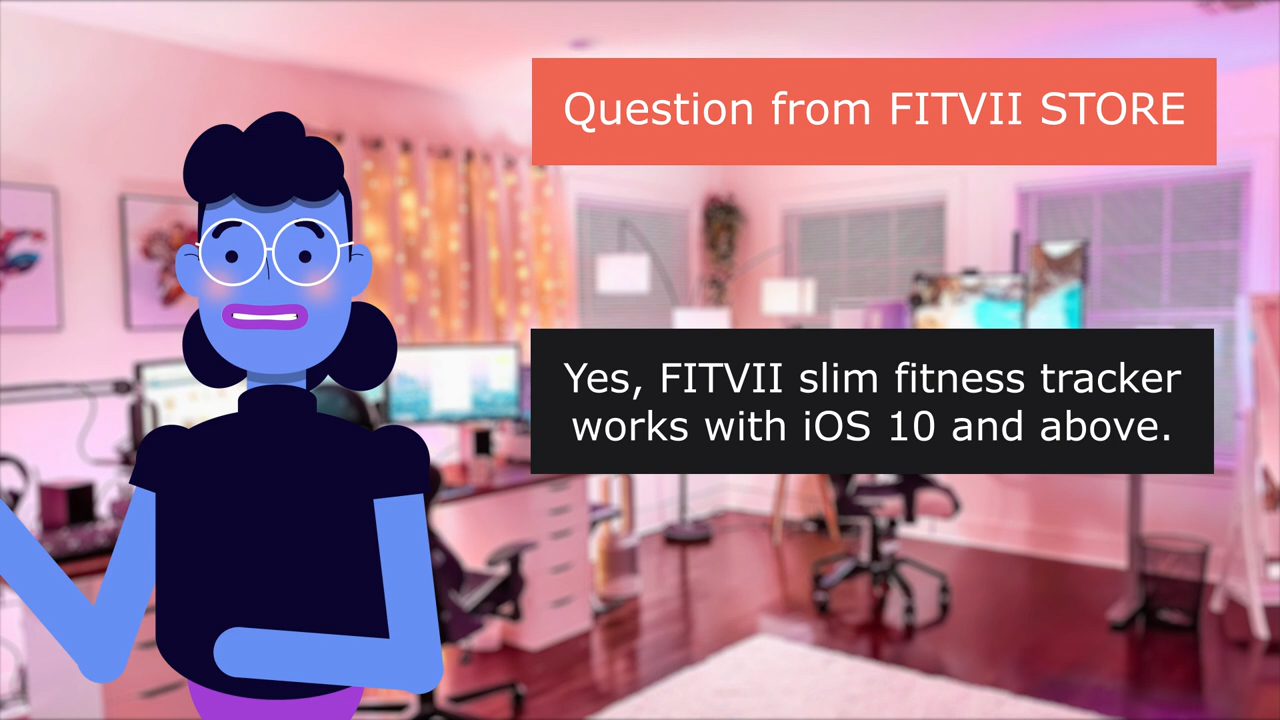 Question from FITVII STORE
Yes, FITVII slim fitness tracker
works with iOS 10 and above.